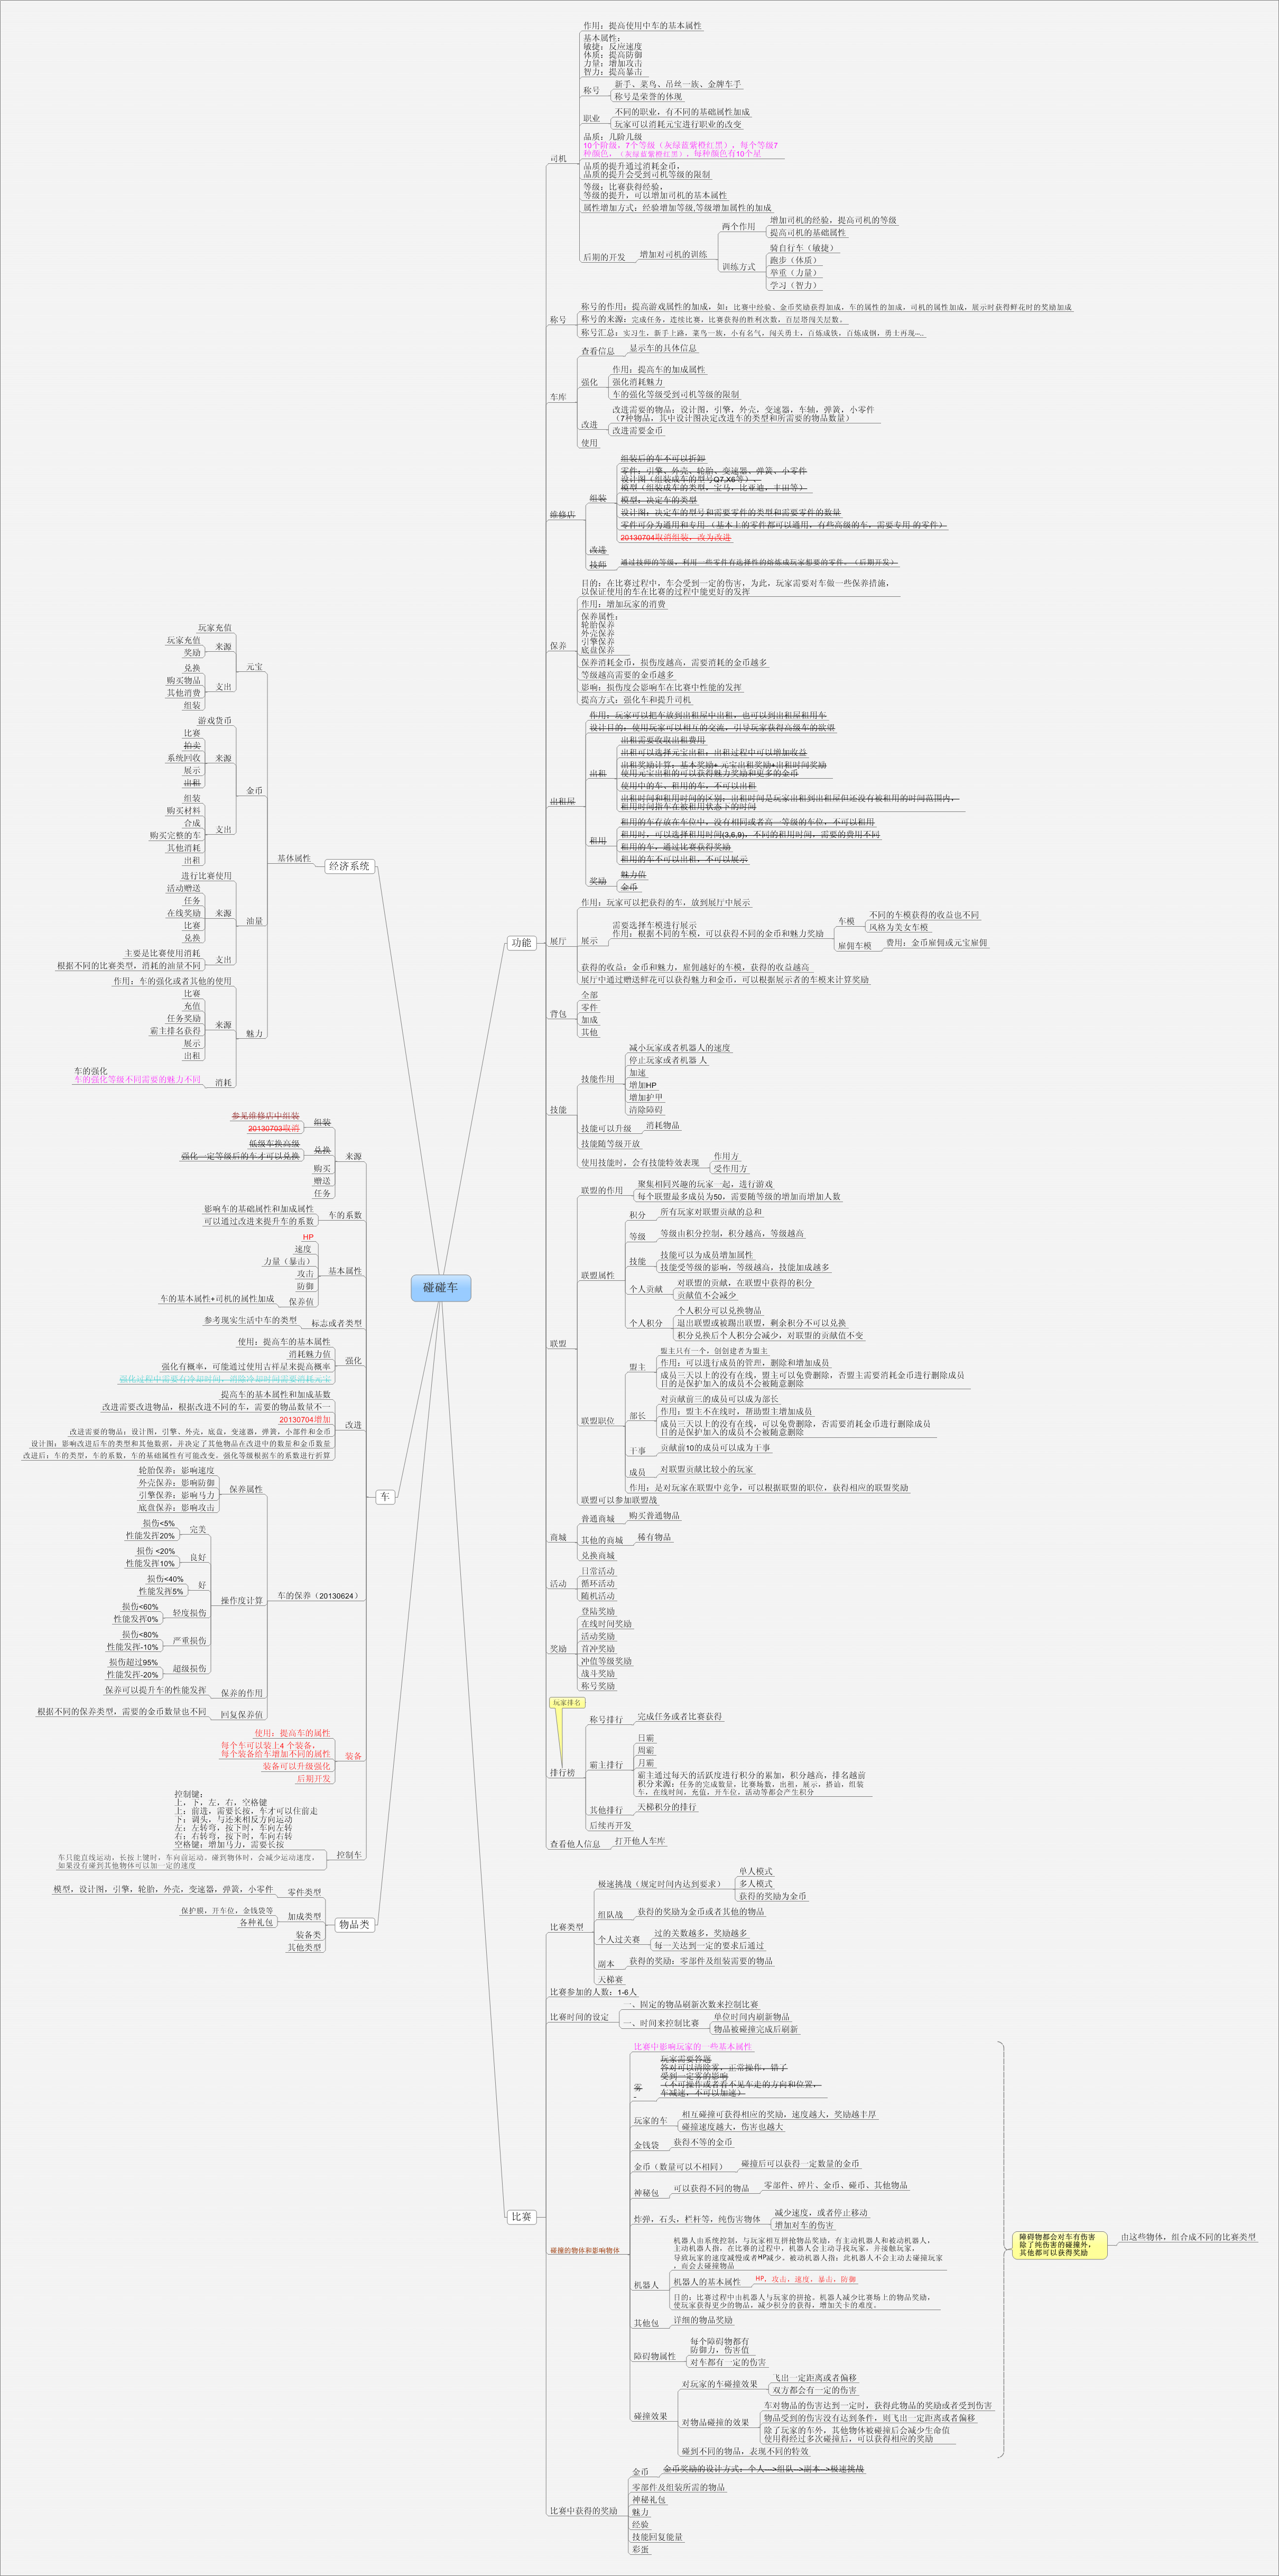 碰碰车
功能
司机
作用：提高使用中车的基本属性
基本属性：
敏捷：反应速度
体质：提高防御
力量：增加攻击
智力：提高暴击
称号
新手、菜鸟、吊丝一族、金牌车手
称号是荣誉的体现
职业
不同的职业，有不同的基础属性加成
玩家可以消耗元宝进行职业的改变
品质：几阶几级
10个阶级，7个等级（灰绿蓝紫橙红黑），每个等级7
种颜色，（灰绿蓝紫橙红黑），每种颜色有10个星
品质的提升通过消耗金币，
品质的提升会受到司机等级的限制
等级：比赛获得经验，
等级的提升，可以增加司机的基本属性
属性增加方式：经验增加等级,等级增加属性的加成
后期的开发
增加对司机的训练
两个作用
增加司机的经验，提高司机的等级
提高司机的基础属性
训练方式
骑自行车（敏捷）
跑步（体质）
举重（力量）
学习（智力）
称号
称号的作用：提高游戏属性的加成，如：比赛中经验、金币奖励获得加成，车的属性的加成，司机的属性加成，展示时获得鲜花时的奖励加成
称号的来源：完成任务，连续比赛，比赛获得的胜利次数，百层塔闯关层数。
称号汇总：实习生，新手上路，菜鸟一族，小有名气，闯关勇士，百炼成铁，百炼成钢，勇士再现--..
车库
查看信息
显示车的具体信息
强化
作用：提高车的加成属性
强化消耗魅力
车的强化等级受到司机等级的限制
改进
改进需要的物品：设计图，引擎，外壳，变速器，车轴，弹簧，小零件
（7种物品，其中设计图决定改进车的类型和所需要的物品数量）
改进需要金币
使用
维修店
组装
组装后的车不可以折卸
零件：引擎、外壳、轮胎、变速器、弹簧、小零件
设计图（组装成车的型号Q7,X6等）、
模型（组装成车的类型，宝马，比亚迪，丰田等）
模型：决定车的类型
设计图：决定车的型号和需要零件的类型和需要零件的数量
零件可分为通用和专用 （基本上的零件都可以通用，有些高级的车，需要专用 的零件）
20130704取消组装，改为改进
改进
技师
通过技师的等级，利用一些零件有选择性的熔炼成玩家想要的零件。（后期开发）
保养
目的：在比赛过程中，车会受到一定的伤害，为此，玩家需要对车做一些保养措施，
以保证使用的车在比赛的过程中能更好的发挥
作用：增加玩家的消费
保养属性：
轮胎保养
外壳保养
引擎保养
底盘保养
保养消耗金币，损伤度越高，需要消耗的金币越多
等级越高需要的金币越多
影响：损伤度会影响车在比赛中性能的发挥
提高方式：强化车和提升司机
出租屋
作用：玩家可以把车放到出租屋中出租，也可以到出租屋租用车
设计目的：使用玩家可以相互的交流，引导玩家获得高级车的欲望
出租
出租需要收取出租费用
出租可以选择元宝出租，出租过程中可以增加收益
出租奖励计算：基本奖励+ 元宝出租奖励+出租时间奖励
使用元宝出租的可以获得魅力奖励和更多的金币
使用中的车、租用的车，不可以出租
出租时间和租用时间的区别：出租时间是玩家出租到出租屋但还没有被租用的时间范围内，
租用时间指车在被租用状态下的时间
租用
租用的车存放在车位中，没有相同或者高一等级的车位，不可以租用
租用时，可以选择租用时间(3,6,9)，不同的租用时间，需要的费用不同
租用的车，通过比赛获得奖励
租用的车不可以出租，不可以展示
奖励
魅力值
金币
展厅
作用：玩家可以把获得的车，放到展厅中展示
展示
需要选择车模进行展示
作用：根据不同的车模，可以获得不同的金币和魅力奖励
车模
不同的车模获得的收益也不同
风格为美女车模
雇佣车模
费用：金币雇佣或元宝雇佣
获得的收益：金币和魅力，雇佣越好的车模，获得的收益越高
展厅中通过赠送鲜花可以获得魅力和金币，可以根据展示者的车模来计算奖励
背包
全部
零件
加成
其他
技能
技能作用
减小玩家或者机器人的速度
停止玩家或者机器 人
加速
增加HP
增加护甲
清除障碍
技能可以升级
消耗物品
技能随等级开放
使用技能时，会有技能特效表现
作用方
受作用方
联盟
联盟的作用
聚集相同兴趣的玩家一起，进行游戏
每个联盟最多成员为50，需要随等级的增加而增加人数
联盟属性
积分
所有玩家对联盟贡献的总和
等级
等级由积分控制，积分越高，等级越高
技能
技能可以为成员增加属性
技能受等级的影响，等级越高，技能加成越多
个人贡献
对联盟的贡献，在联盟中获得的积分
贡献值不会减少
个人积分
个人积分可以兑换物品
退出联盟或被踢出联盟，剩余积分不可以兑换
积分兑换后个人积分会减少，对联盟的贡献值不变
联盟职位
盟主
盟主只有一个，创创建者为盟主
作用：可以进行成员的管理，删除和增加成员
成员三天以上的没有在线，盟主可以免费删除，否盟主需要消耗金币进行删除成员
目的是保护加入的成员不会被随意删除
部长
对贡献前三的成员可以成为部长
作用：盟主不在线时，帮助盟主增加成员
成员三天以上的没有在线，可以免费删除，否需要消耗金币进行删除成员
目的是保护加入的成员不会被随意删除
干事
贡献前10的成员可以成为干事
成员
对联盟贡献比较小的玩家
作用：是对玩家在联盟中竞争，可以根据联盟的职位，获得相应的联盟奖励
联盟可以参加联盟战
商城
普通商城
购买普通物品
其他的商城
稀有物品
兑换商城
活动
日常活动
循环活动
随机活动
奖励
登陆奖励
在线时间奖励
活动奖励
首冲奖励
冲值等级奖励
战斗奖励
称号奖励
玩家排名
排行榜
称号排行
完成任务或者比赛获得
霸主排行
日霸
周霸
月霸
霸主通过每天的活跃度进行积分的累加，积分越高，排名越前
积分来源：任务的完成数量，比赛场数，出租，展示，搭讪，组装
车，在线时间，充值，开车位，活动等都会产生积分
其他排行
天梯积分的排行
后续再开发
查看他人信息
打开他人车库
比赛
比赛类型
极速挑战（规定时间内达到要求）
单人模式
多人模式
获得的奖励为金币
组队战
获得的奖励为金币或者其他的物品
个人过关赛
过的关数越多，奖励越多
每一关达到一定的要求后通过
副本
获得的奖励：零部件及组装需要的物品
天梯赛
比赛参加的人数：1-6人
比赛时间的设定
一、固定的物品刷新次数来控制比赛
一、时间来控制比赛
单位时间内刷新物品
物品被碰撞完成后刷新
碰撞的物体和影响物体
比赛中影响玩家的一些基本属性
雾
-
玩家需要答题
答对可以清除雾，正常操作，错了
受到一定雾的影响
（不可操作或者看不见车走的方向和位置，
车减速，不可以加速）
玩家的车
相互碰撞可获得相应的奖励，速度越大，奖励越丰厚
碰撞速度越大，伤害也越大
金钱袋
获得不等的金币
金币（数量可以不相同）
碰撞后可以获得一定数量的金币
神秘包
可以获得不同的物品
零部件、碎片、金币、碰币、其他物品
炸弹，石头，栏杆等，纯伤害物体
减少速度，或者停止移动
增加对车的伤害
机器人
机器人由系统控制，与玩家相互拼抢物品奖励，有主动机器人和被动机器人，
主动机器人指，在比赛的过程中，机器人会主动寻找玩家，并接触玩家，
导致玩家的速度减慢或者HP减少。被动机器人指：此机器人不会主动去碰撞玩家
，而会去碰撞物品
机器人的基本属性
HP，攻击，速度，暴击，防御
目的：比赛过程中由机器人与玩家的拼抢。机器人减少比赛场上的物品奖励，
使玩家获得更少的物品，减少积分的获得，增加关卡的难度。
其他包
详细的物品奖励
障碍物属性
每个障碍物都有
防御力，伤害值
对车都有一定的伤害
碰撞效果
对玩家的车碰撞效果
飞出一定距离或者偏移
双方都会有一定的伤害
对物品碰撞的效果
车对物品的伤害达到一定时，获得此物品的奖励或者受到伤害
物品受到的伤害没有达到条件，则飞出一定距离或者偏移
除了玩家的车外，其他物体被碰撞后会减少生命值
使用得经过多次碰撞后，可以获得相应的奖励
碰到不同的物品，表现不同的特效
障碍物都会对车有伤害
除了纯伤害的碰撞外，
其他都可以获得奖励
由这些物体，组合成不同的比赛类型
比赛中获得的奖励
金币
金币奖励的设计方式：个人--->组队-->副本-->极速挑战
零部件及组装所需的物品
神秘礼包
魅力
经验
技能回复能量
彩蛋
经济系统
基体属性
元宝
玩家充值
来源
玩家充值
奖励
支出
兑换
购买物品
其他消费
组装
金币
游戏货币
来源
比赛
拍卖
系统回收
展示
出租
支出
组装
购买材料
合成
购买完整的车
其他消耗
出租
油量
进行比赛使用
来源
活动赠送
任务
在线奖励
比赛
兑换
支出
主要是比赛使用消耗
根据不同的比赛类型，消耗的油量不同
魅力
作用：车的强化或者其他的使用
来源
比赛
充值
任务奖励
霸主排名获得
展示
出租
消耗
车的强化
车的强化等级不同需要的魅力不同
车
来源
组装
参见维修店中组装
20130703取消
兑换
低级车换高级
强化一定等级后的车才可以兑换
购买
赠送
任务
车的系数
影响车的基础属性和加成属性
可以通过改进来提升车的系数
基本属性
HP
速度
力量（暴击）
攻击
防御
保养值
车的基本属性+司机的属性加成
标志或者类型
参考现实生活中车的类型
强化
使用：提高车的基本属性
消耗魅力值
强化有概率，可能通过使用吉祥星来提高概率
强化过程中需要有冷却时间，消除冷却时间需要消耗元宝
改进
提高车的基本属性和加成基数
改进需要改进物品，根据改进不同的车，需要的物品数量不一
20130704增加
改进需要的物品：设计图，引擎、外壳，底盘，变速器，弹簧，小部件和金币
设计图：影响改进后车的类型和其他数据，并决定了其他物品在改进中的数量和金币数量
改进后：车的类型，车的系数，车的基础属性有可能改变。强化等级根据车的系数进行折算
车的保养（20130624）
保养属性
轮胎保养：影响速度
外壳保养：影响防御
引擎保养：影响马力
底盘保养：影响攻击
操作度计算
完美
损伤<5%
性能发挥20%
良好
损伤 <20%
性能发挥10%
好
损伤<40%
性能发挥5%
轻度损伤
损伤<60%
性能发挥0%
严重损伤
损伤<80%
性能发挥-10%
超级损伤
损伤超过95%
性能发挥-20%
保养的作用
保养可以提升车的性能发挥
回复保养值
根据不同的保养类型，需要的金币数量也不同
装备
使用：提高车的属性
每个车可以装上4 个装备，
每个装备给车增加不同的属性
装备可以升级强化
后期开发
控制车
控制键：
上，下，左，右，空格键
上：前进，需要长按，车才可以住前走
下：调头，与还来相反方向运动
左：左转弯，按下时，车向左转
右：右转弯，按下时，车向右转
空格键：增加马力，需要长按
车只能直线运动，长按上键时，车向前运动。碰到物体时，会减少运动速度，
如果没有碰到其他物体可以加一定的速度
物品类
零件类型
模型，设计图，引擎，轮胎，外壳，变速器，弹簧，小零件
加成类型
保护膜，开车位，金钱袋等
各种礼包
装备类
其他类型